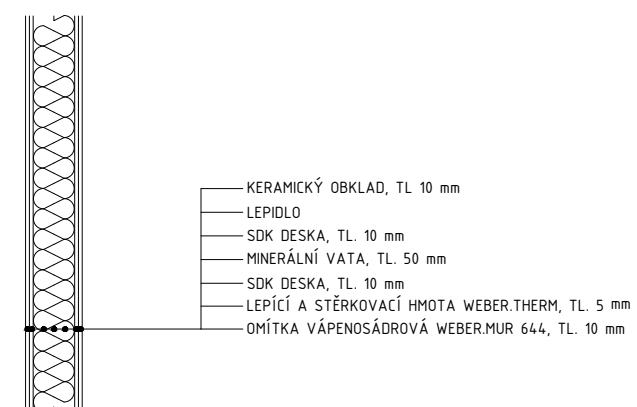 KERAMICKÝ OBKLAD, TL 10 mm
LEPIDLO
SDK DESKA, TL. 10 mm
MINERÁLNÍ VATA, TL. 50 mm
SDK DESKA, TL. 10 mm
LEPÍCÍ A STĚRKOVACÍ HMOTA WEBER.THERM, TL. 5 mm
OMÍTKA VÁPENOSÁDROVÁ WEBER.MUR 644, TL. 10 mm